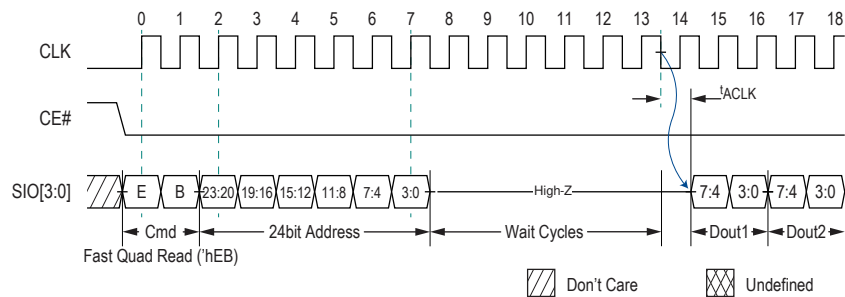 0 1 2 3 4 5 6 7 8 9 10 11 12 13 14 15 16 17 18
CLK
tACLK
CE#
SIO[3:0] E B 23:20 19:16 15:12 11:8 7:4 3:0 High-Z 7:4 3:0 7:4 3:0
Cmd 24bit Address Wait Cycles Dout1 Dout2
Fast Quad Read ('hEB)
Don't Care Undefined